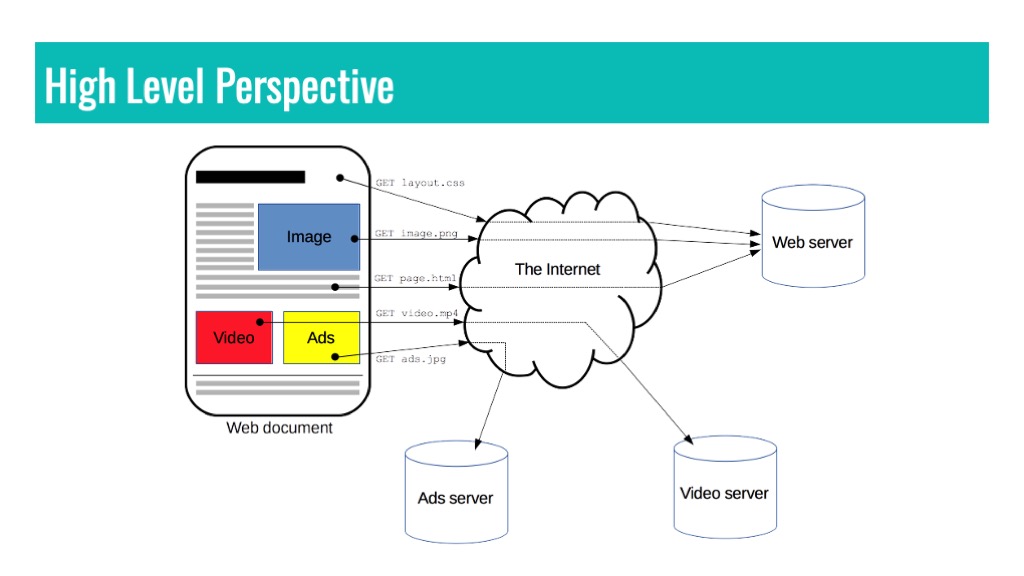 High Level Perspective
GET layout.css
GET image.png
Image
Web server
The Internet
GET page.html
GET video.mp4
Video
Ads
GET ads.jpg
Web document
Ads server
Video server